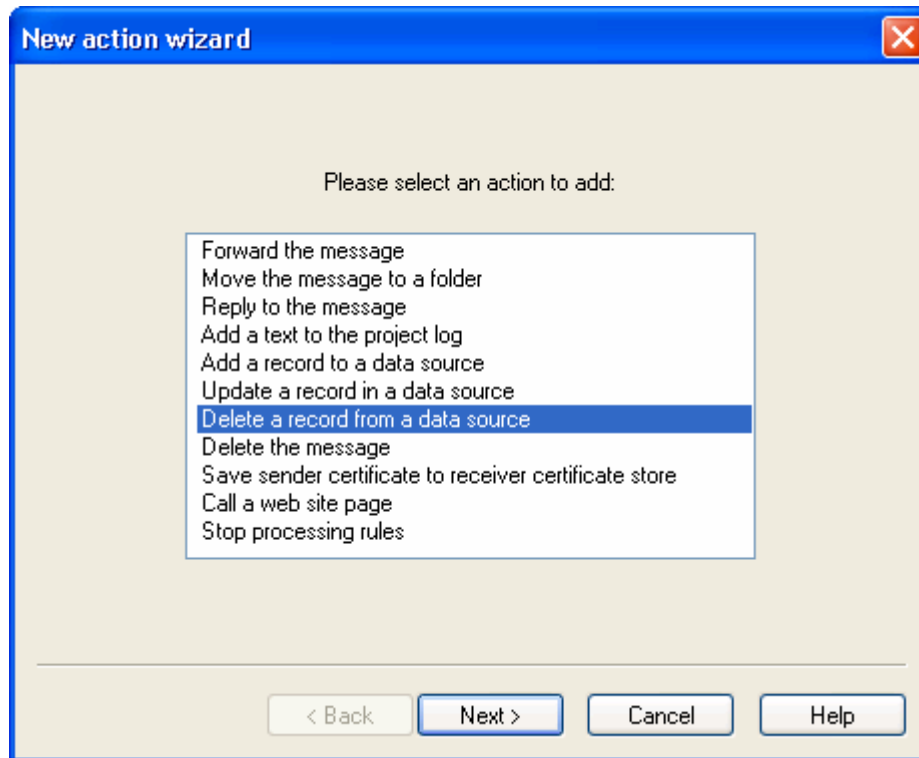 New action wizard
Please select an action to add:
Forward the message
Move the message to a folder
Reply to the message
Add a text to the project log
Add a record to a data source
Update a record in a data source
Delete a record from a data source
Delete the message
Save sender certificate to receiver certificate store
Call a web site page
Stop processing rules
< Back Next > Cancel Help